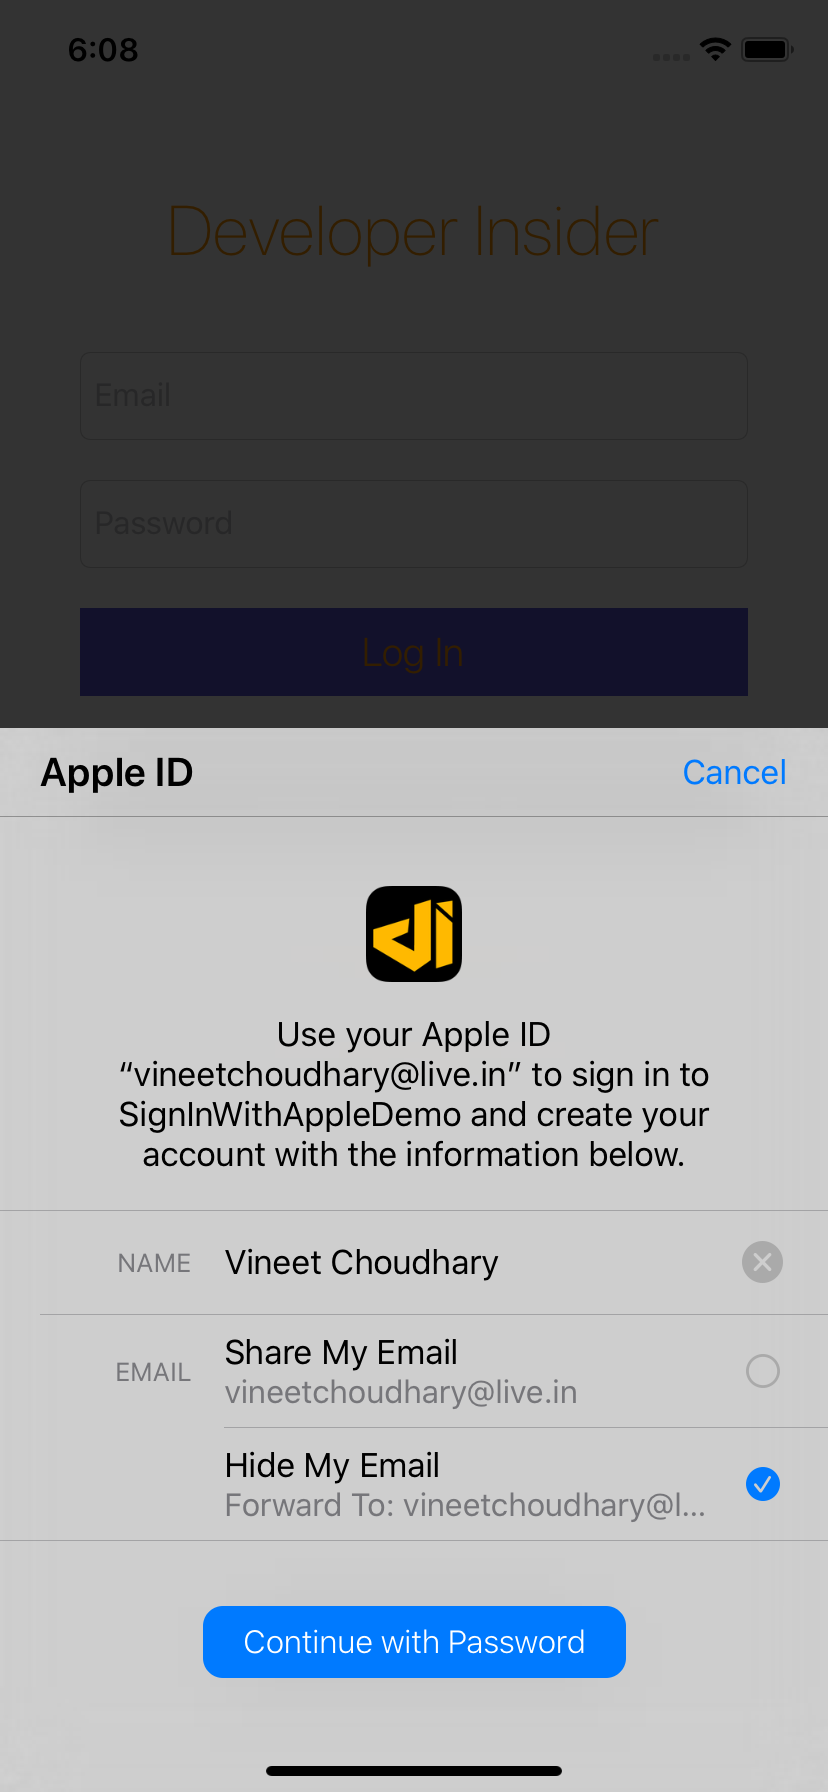 6:08
Developer Insider
Email
Password
Log In
Apple ID
Cancel
Use your Apple ID
“vineetchoudhary@live.in” to sign in to
SignInWithAppleDemo and create your
account with the information below.
NAME Vineet Choudhary
EMAIL Share My Email
vineetchoudhary@live.in
Hide My Email
Forward To: vineetchoudhary@l...
Continue with Password